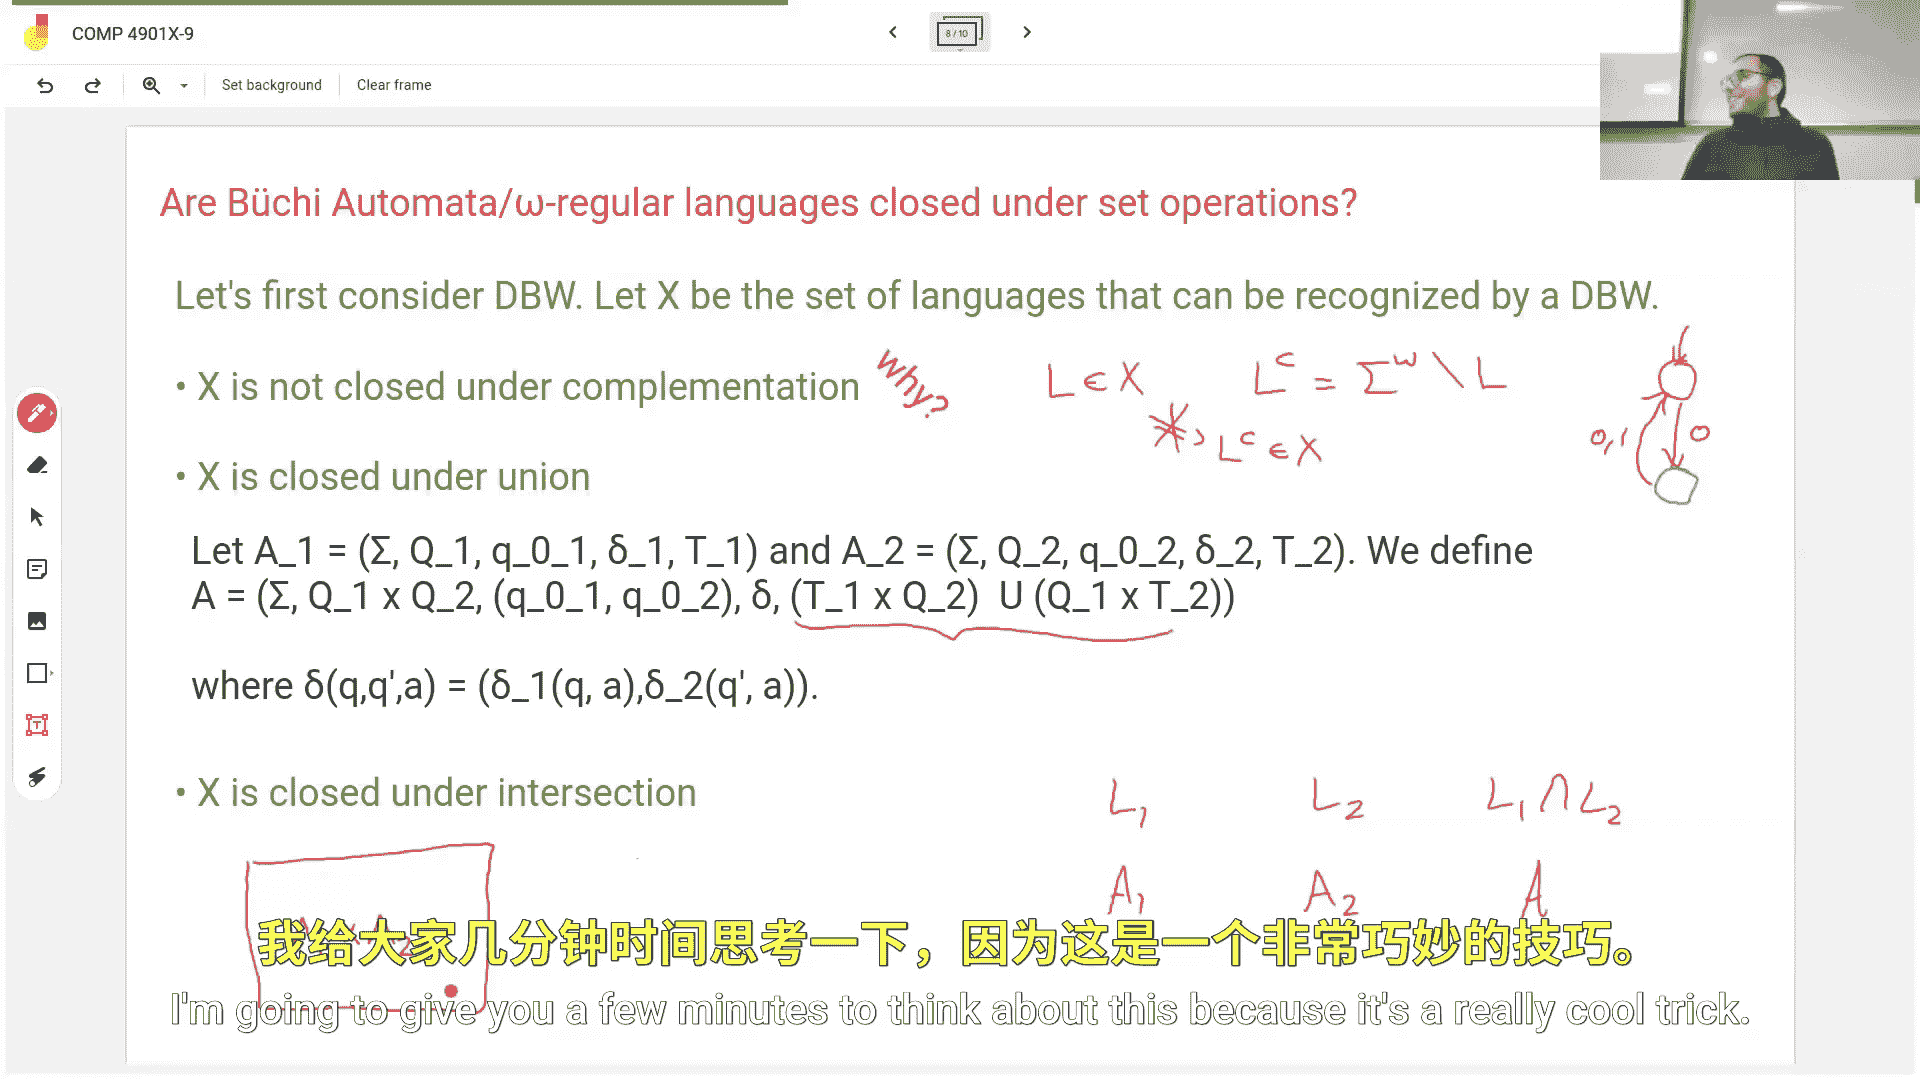 COMP 4901X-9
8 / 10
Set background
Clear frame
Are Büchi Automata/ω-regular languages closed under set operations?
Let's first consider DBW. Let X be the set of languages that can be recognized by a DBW.
• X is not closed under complementation
why?
L ∈ X
L^c = Σ^ω \ L
L^c ∈ X
0,1
0
• X is closed under union
Let A_1 = (Σ, Q_1, q_0_1, δ_1, T_1) and A_2 = (Σ, Q_2, q_0_2, δ_2, T_2). We define
A = (Σ, Q_1 x Q_2, (q_0_1, q_0_2), δ, (T_1 x Q_2) U (Q_1 x T_2))
where δ(q,q',a) = (δ_1(q, a),δ_2(q', a)).
• X is closed under intersection
L₁ L₂ L₁ ∩ L₂
A₁ A₂ A
我给大家几分钟时间思考一下，因为这是一个非常巧妙的技巧。
I'm going to give you a few minutes to think about this because it's a really cool trick.